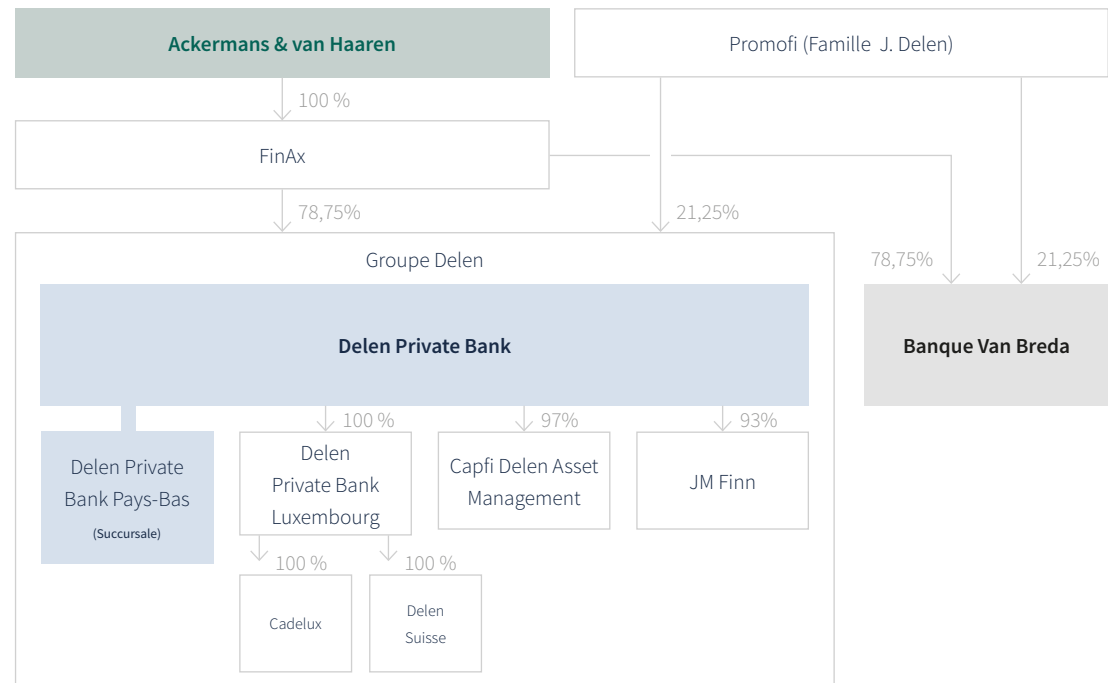 Ackermans & van Haaren
Promofi (Famille J. Delen)
100 %
FinAx
78,75%
21,25%
Groupe Delen
78,75%
21,25%
Delen Private Bank
Banque Van Breda
100 %
97%
93%
Delen Private
Bank Pays-Bas
(Succursale)
Delen
Private Bank
Luxembourg
Capfi Delen Asset
Management
JM Finn
100 %
100 %
Cadelux
Delen
Suisse